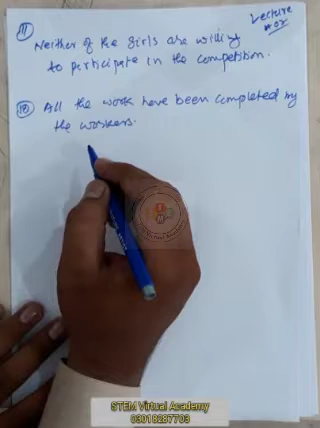 Lecture
# 02
(11) Neither of the girls are willing
to participate in the competition.
(12) All the work have been completed by
the workers.
STEM Virtual Academy
03018287703